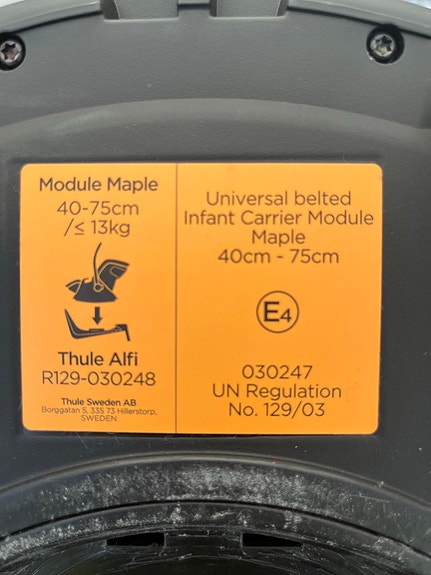 Module Maple
40-75cm
/≤ 13kg
Thule Alfi
R129-030248
Thule Sweden AB
Borggatan 5, 335 73 Hillerstorp,
SWEDEN
Universal belted
Infant Carrier Module
Maple
40cm - 75cm
E4
030247
UN Regulation
No. 129/03